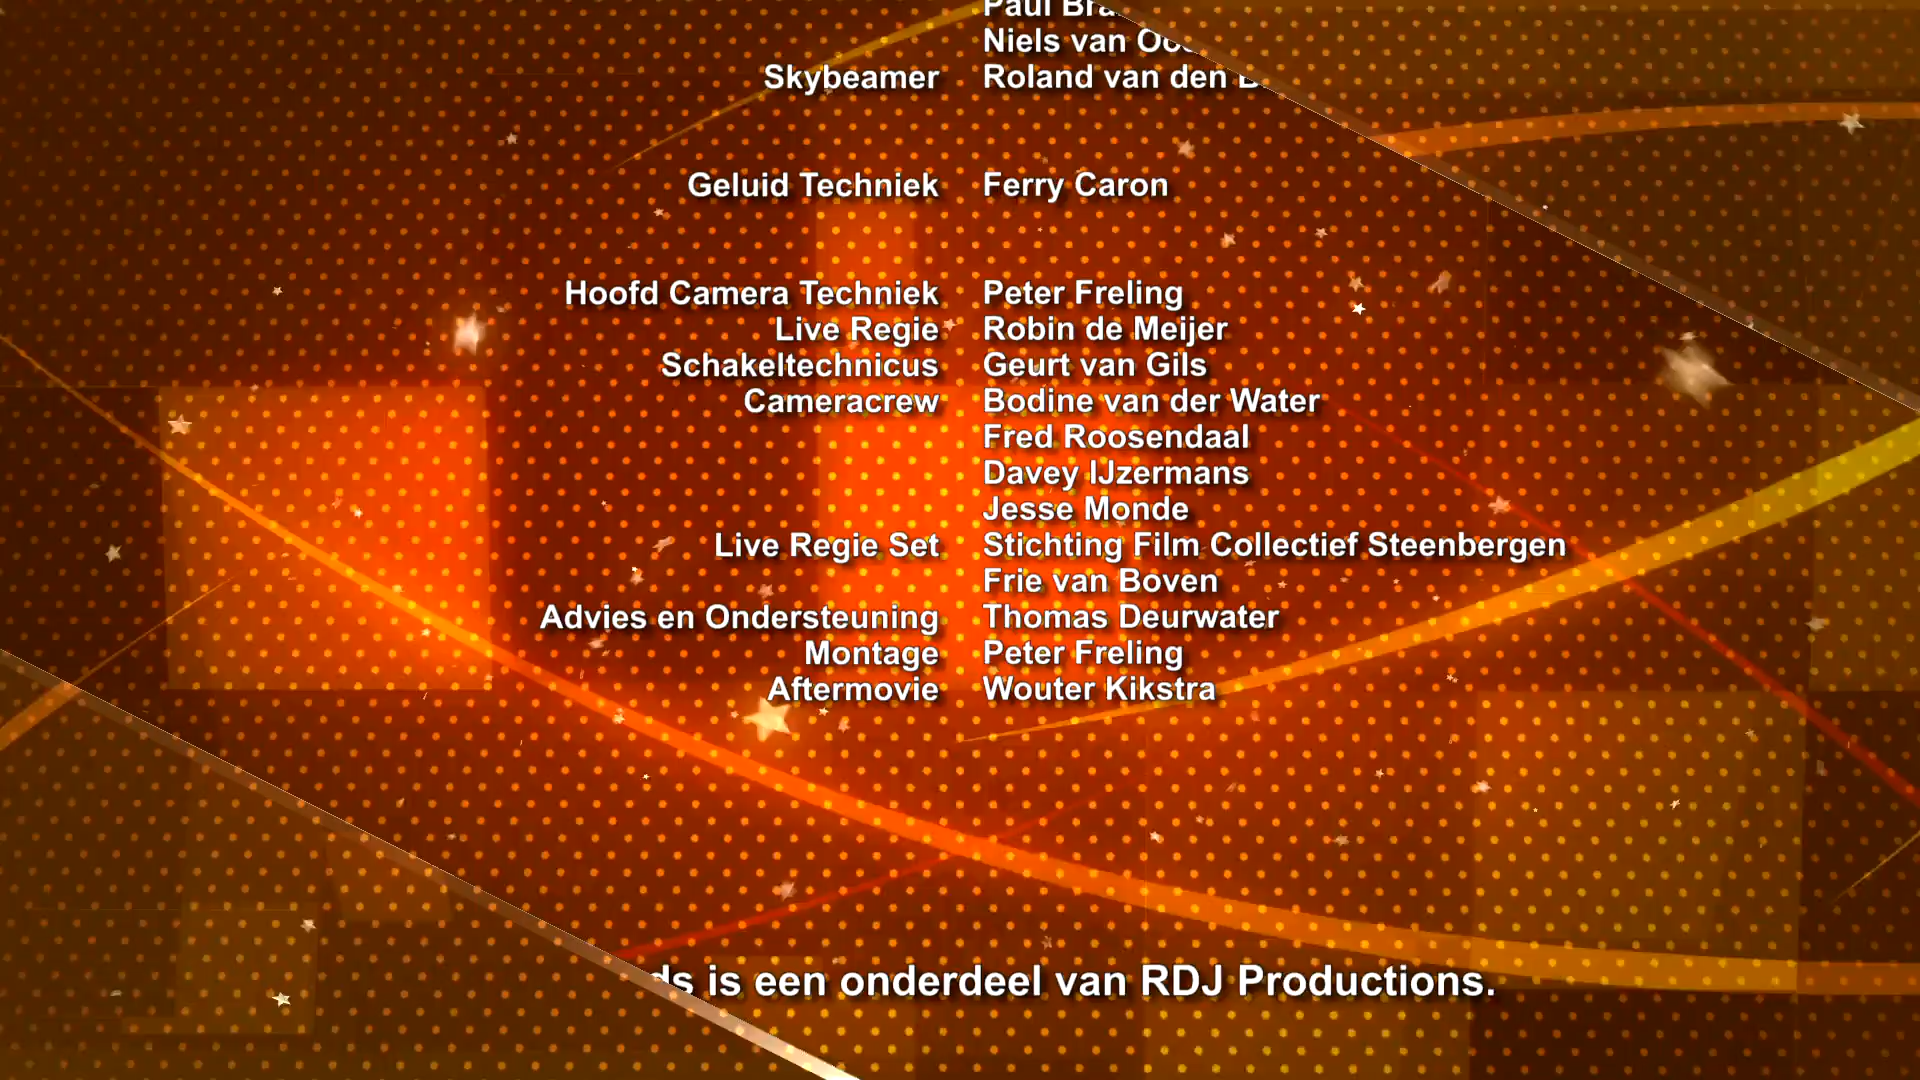 Paul
Niels van
Skybeamer Roland van den
Geluid Techniek Ferry Caron
Hoofd Camera Techniek Peter Freling
Live Regie Robin de Meijer
Schakeltechnicus Geurt van Gils
Cameracrew Bodine van der Water
Fred Roosendaal
Davey IJzermans
Jesse Monde
Live Regie Set Stichting Film Collectief Steenbergen
Frie van Boven
Advies en Ondersteuning Thomas Deurwater
Montage Peter Freling
Aftermovie Wouter Kikstra
is een onderdeel van RDJ Productions.